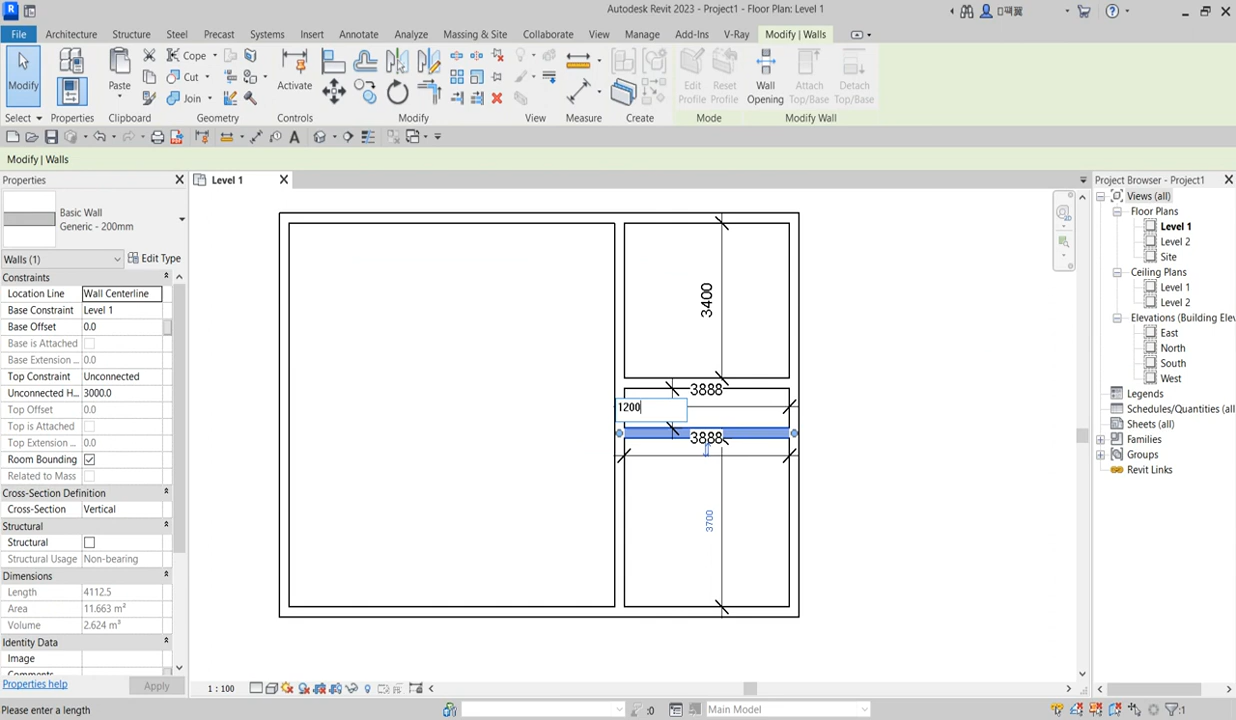 Autodesk Revit 2023 - Project1 - Floor Plan: Level 1
File Architecture Structure Steel Precast Systems Insert Annotate Analyze Massing & Site Collaborate View Manage Add-Ins V-Ray Modify | Walls
Modify
Paste
Cope
Cut
Join
Activate
Edit Profile
Reset Profile
Wall Opening
Attach Top/Base
Detach Top/Base
Select Properties Clipboard Geometry Controls Modify View Measure Create Mode Modify Wall
Modify | Walls
Properties
Level 1
Project Browser - Project1
Basic Wall
Generic - 200mm
Walls (1) Edit Type
Constraints
Location Line Wall Centerline
Base Constraint Level 1
Base Offset 0.0
Base is Attached
Base Extension ... 0.0
Top Constraint Unconnected
Unconnected H... 3000.0
Top Offset 0.0
Top is Attached
Top Extension ... 0.0
Room Bounding
Related to Mass
Cross-Section Definition
Cross-Section Vertical
Structural
Structural
Structural Usage Non-bearing
Dimensions
Length 4112.5
Area 11.663 m²
Volume 2.624 m³
Identity Data
Image
Properties help Apply
3400
3888
1200
3888
3700
Views (all)
Floor Plans
Level 1
Level 2
Site
Ceiling Plans
Level 1
Level 2
Elevations (Building Elev
East
North
South
West
Legends
Schedules/Quantities (all
Sheets (all)
Families
Groups
Revit Links
1 : 100
Please enter a length
:0
Main Model
:1